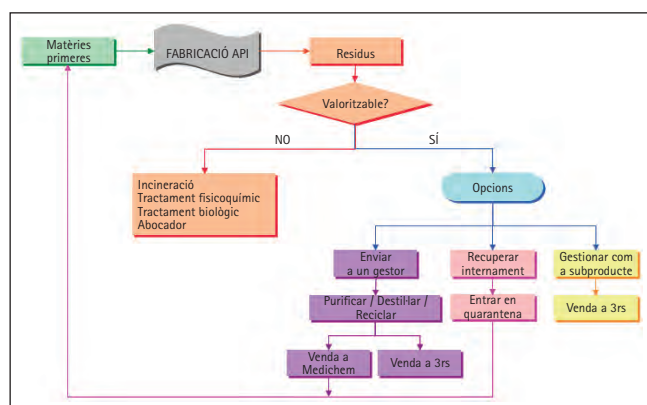 Matèries
primeres
FABRICACIÓ API
Residus
Valoritzable?
NO
SÍ
Incineració
Tractament fisicoquímic
Tractament biològic
Abocador
Opcions
Enviar
a un gestor
Recuperar
internament
Gestionar com
a subproducte
Purificar / Destil·lar /
Reciclar
Entrar en
quarantena
Venda a 3rs
Venda a
Medichem
Venda a 3rs